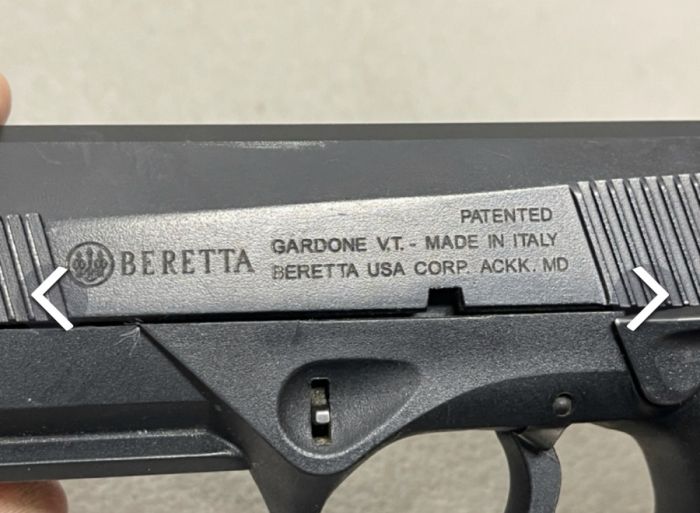 PATENTED
BERETTA GARDONE V.T. - MADE IN ITALY
BERETTA USA CORP. ACKK. MD